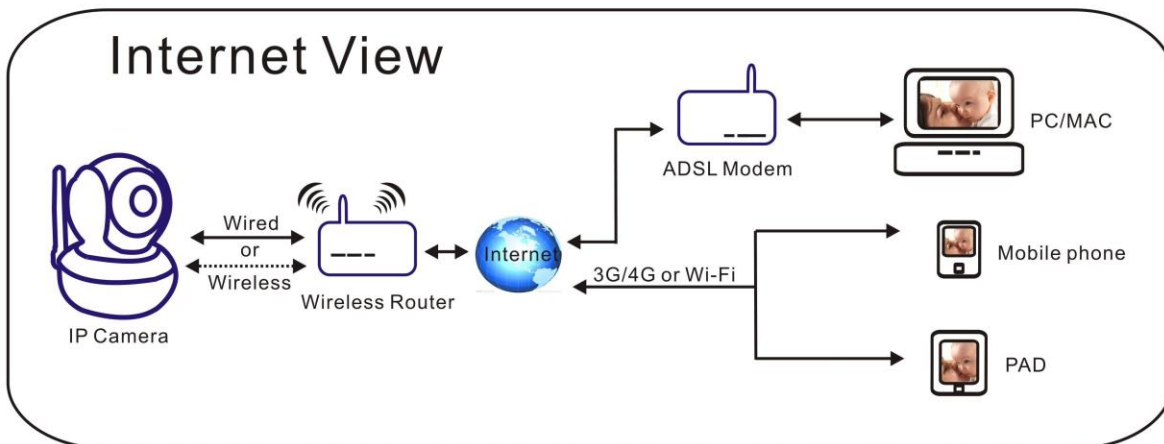 Internet View
PC/MAC
ADSL Modem
Wired
or
Wireless
Internet
3G/4G or Wi-Fi
Mobile phone
Wireless Router
IP Camera
PAD